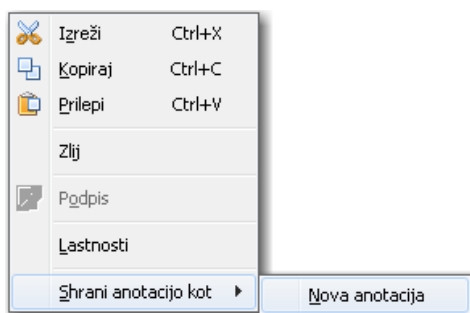 Izreži Ctrl+X
Kopiraj Ctrl+C
Prilepi Ctrl+V
Zlij
Podpis
Lastnosti
Shrani anotacijo kot
Nova anotacija